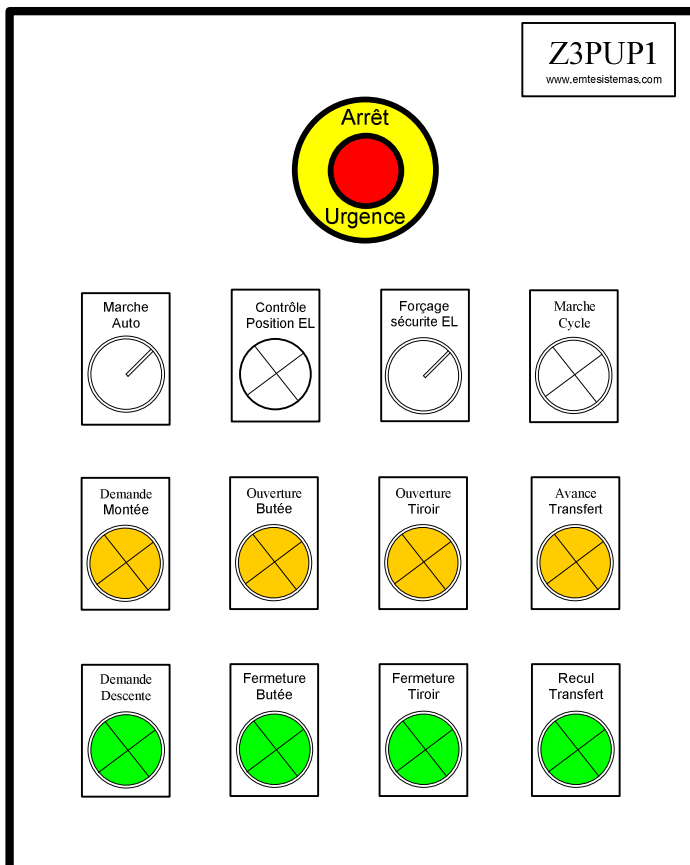 Z3PUP1
www.emtesistemas.com
Arrêt
Urgence
Marche
Auto
Contrôle
Position EL
Forçage
sécurite EL
Marche
Cycle
Demande
Montée
Ouverture
Butée
Ouverture
Tiroir
Avance
Transfert
Demande
Descente
Fermeture
Butée
Fermeture
Tiroir
Recul
Transfert